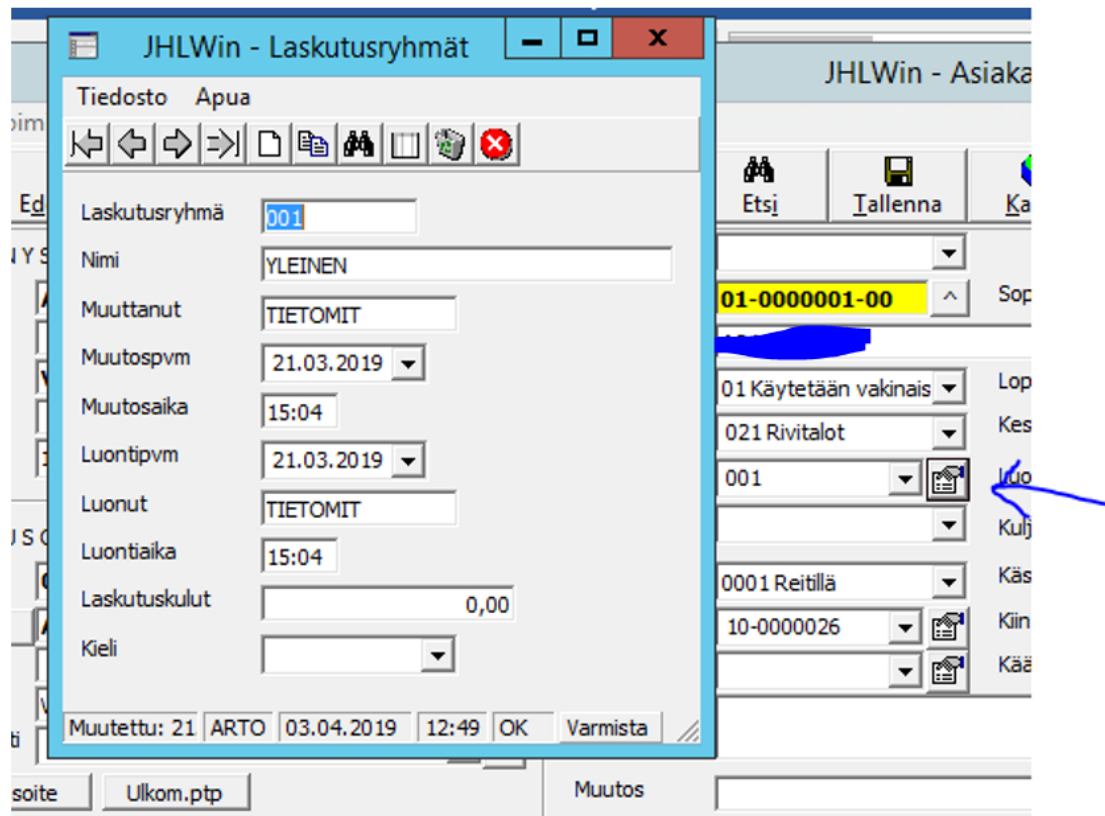 JHLWin - Laskutusryhmät
Tiedosto Apua
Laskutusryhmä 001
Nimi YLEINEN
Muuttanut TIETOMIT
Muutospvm 21.03.2019
Muutosaika 15:04
Luontipvm 21.03.2019
Luonut TIETOMIT
Luontiaika 15:04
Laskutuskulut 0,00
Kieli
Muutettu: 21 ARTO 03.04.2019 12:49 OK Varmista
JHLWin - Asiaka
Etsi Tallenna Ka
01-0000001-00 Sop
01 Käytetään vakinais Lop
021 Rivitalot Kes
001 Luo
Kulj
0001 Reitillä Käs
10-0000026 Kiin
Kää
soite Ulkom.ptp Muutos